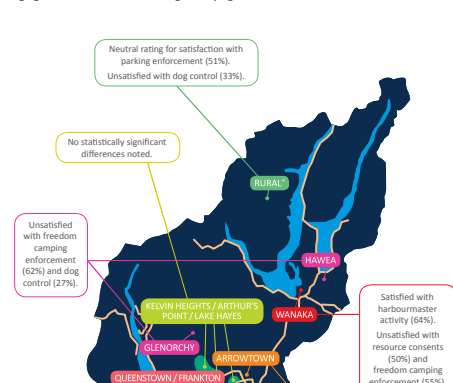 Neutral rating for satisfaction with
parking enforcement (51%).
Unsatisfied with dog control (33%).
No statistically significant
differences noted.
RURAL*
Unsatisfied
with freedom
camping
enforcement
(62%) and dog
control (27%).
HAWEA
KELVIN HEIGHTS / ARTHUR'S
POINT / LAKE HAYES
WANAKA
Satisfied with
harbourmaster
activity (64%).
Unsatisfied with
resource consents
(50%) and
freedom camping
enforcement (55%)
GLENORCHY
ARROWTOWN
QUEENSTOWN / FRANKTON